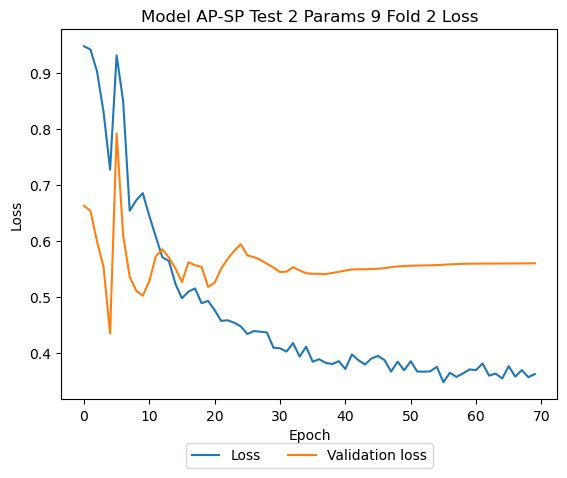 Model AP-SP Test 2 Params 9 Fold 2 Loss
Loss
0.9
0.8
0.7
0.6
0.5
0.4
0 10 20 30 40 50 60 70
Epoch
Loss Validation loss